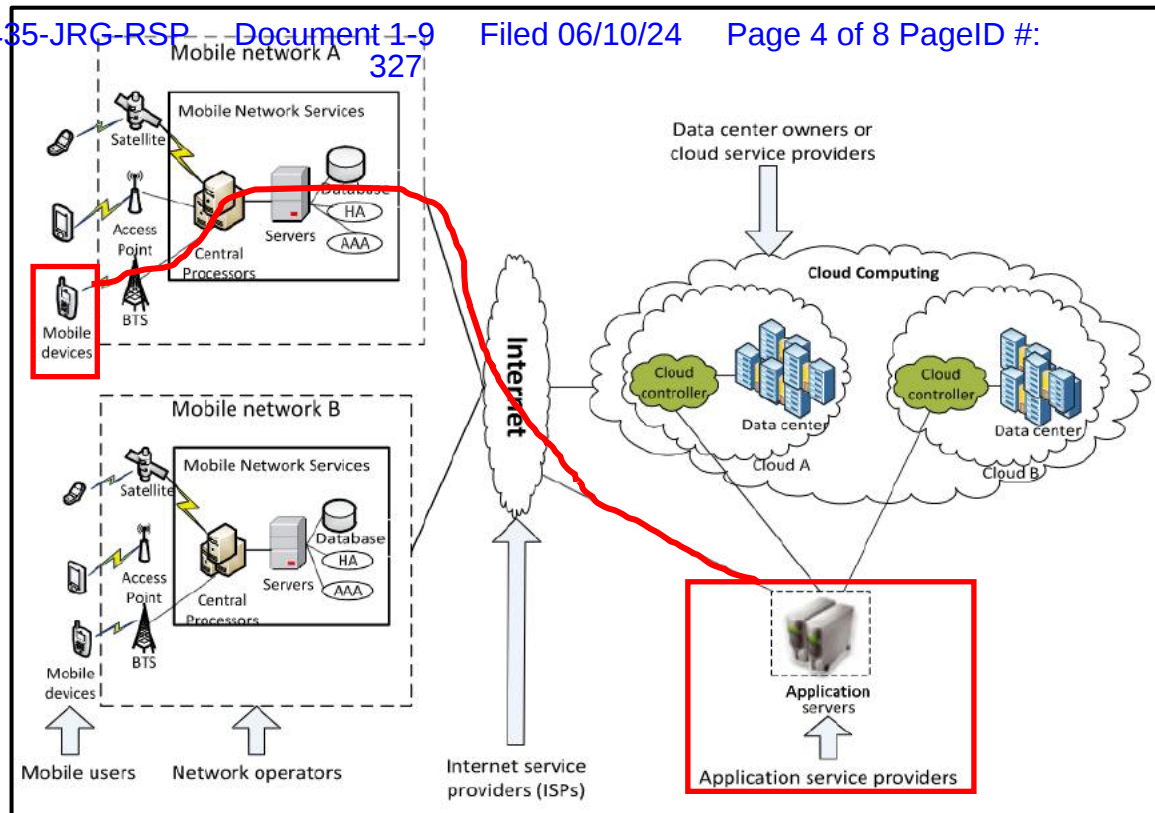 35-JRG-RSP Document 1-9 Filed 06/10/24 Page 4 of 8 PageID #:
327
Mobile network A
Mobile Network Services
Satellite
Database
HA
AAA
Servers
Access
Point
Central
Processors
BTS
Mobile
devices
Mobile network B
Mobile Network Services
Satellite
Database
HA
AAA
Servers
Access
Point
Central
Processors
BTS
Mobile
devices
Mobile users
Network operators
Internet
Internet service
providers (ISPs)
Data center owners or
cloud service providers
Cloud Computing
Cloud
controller
Data center
Cloud A
Cloud
controller
Data center
Cloud B
Application
servers
Application service providers